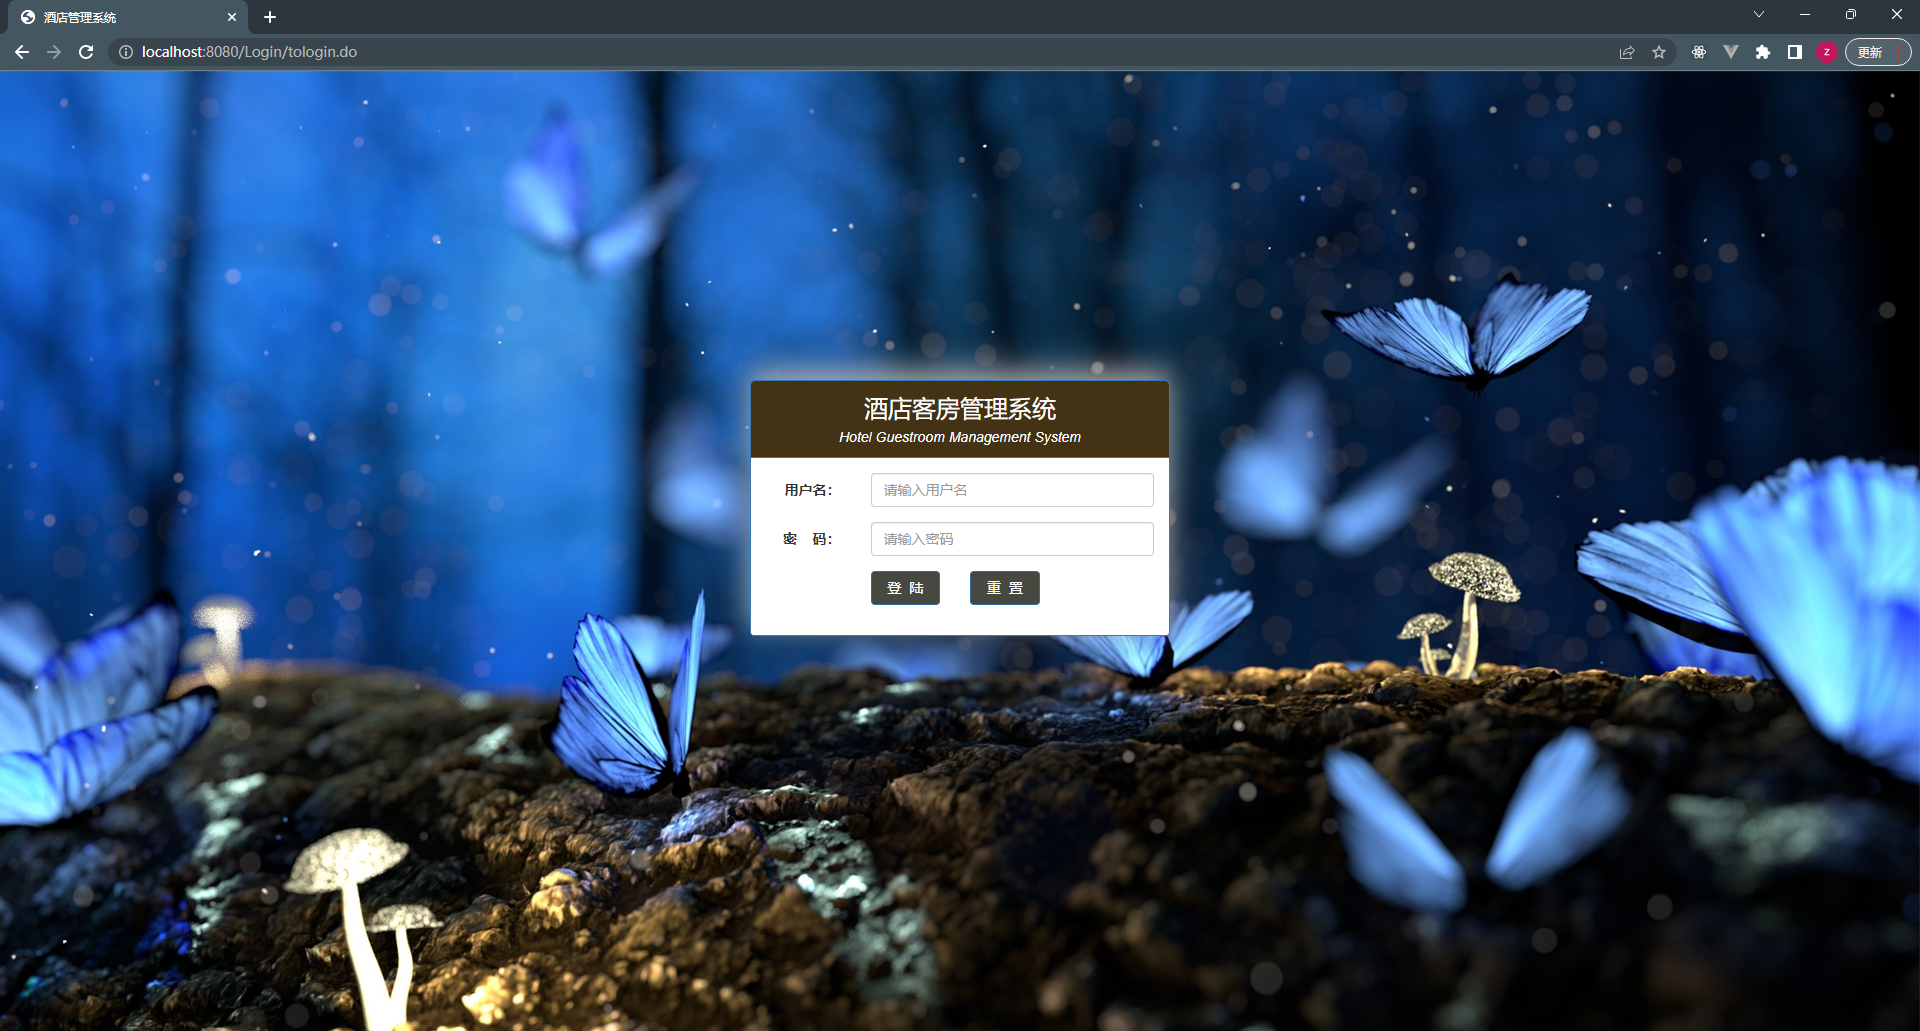 酒店管理系统
localhost:8080/Login/tologin.do
z
更新
酒店客房管理系统
Hotel Guestroom Management System
用户名：
请输入用户名
密 码：
请输入密码
登 陆
重 置